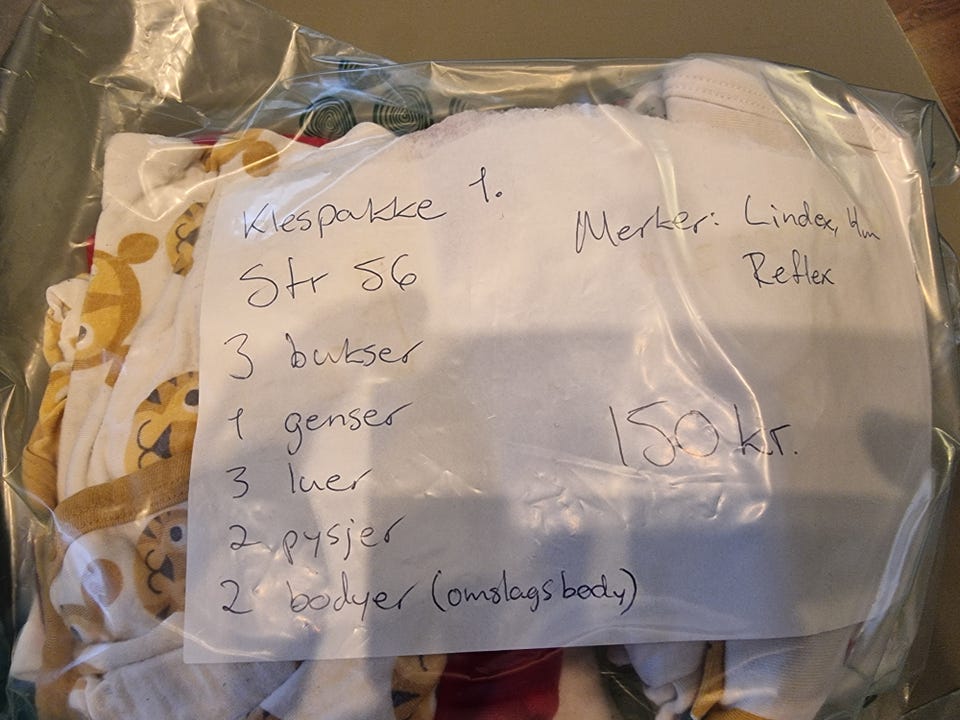 Klespakke 1.
Merker: Lindex, Hm
Reflex
Str 56
3 bukser
1 genser
150 kr.
3 luer
2 pysjer
2 bodyer (omslagsbody)